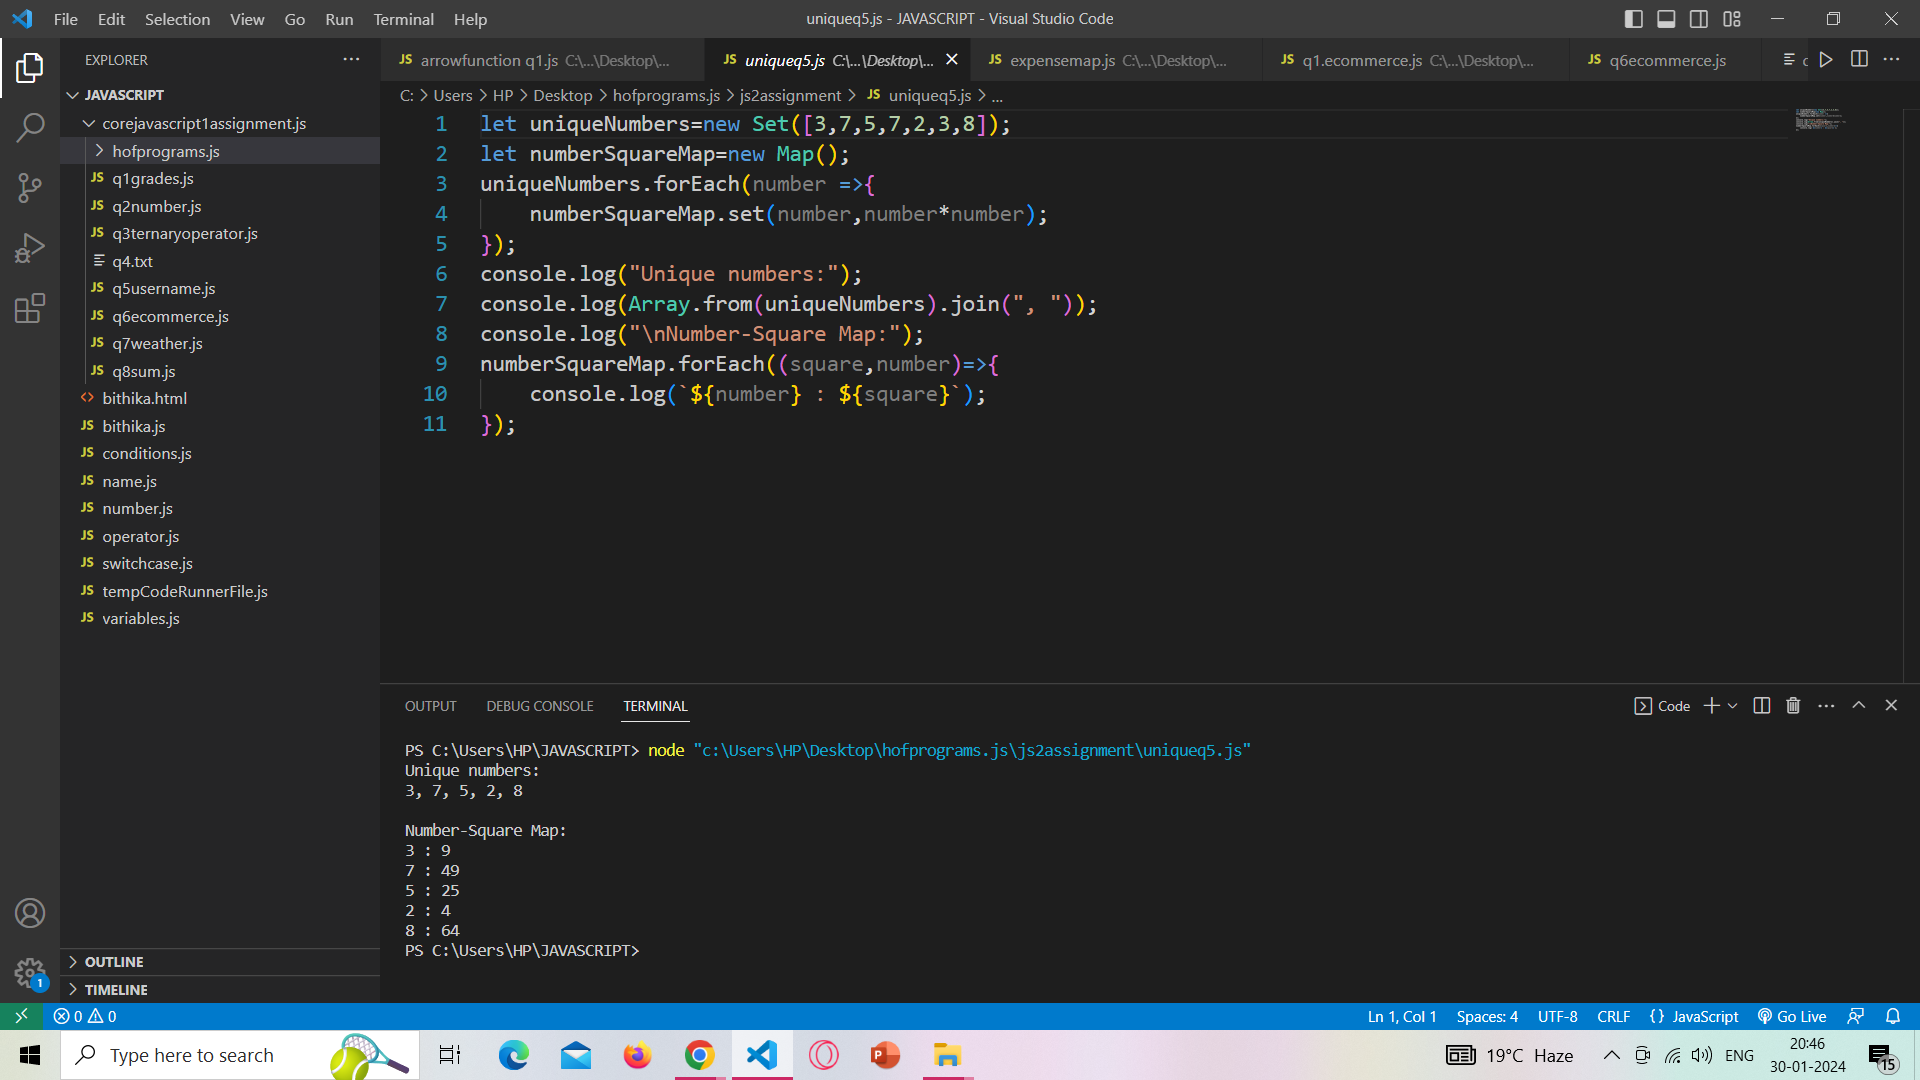 File Edit Selection View Go Run Terminal Help
uniqueq5.js - JAVASCRIPT - Visual Studio Code
EXPLORER
JAVASCRIPT
corejavascript1assignment.js
hofprograms.js
JS q1grades.js
JS q2number.js
JS q3ternaryoperator.js
q4.txt
JS q5username.js
JS q6ecommerce.js
JS q7weather.js
JS q8sum.js
<> bithika.html
JS bithika.js
JS conditions.js
JS name.js
JS number.js
JS operator.js
JS switchcase.js
JS tempCodeRunnerFile.js
JS variables.js
OUTLINE
TIMELINE
JS arrowfunction q1.js C:\...\Desktop\...
JS uniqueq5.js C:\...\Desktop\...
JS expensemap.js C:\...\Desktop\...
JS q1.ecommerce.js C:\...\Desktop\...
JS q6ecommerce.js
C: > Users > HP > Desktop > hofprograms.js > js2assignment > JS uniqueq5.js > ...
1 let uniqueNumbers=new Set([3,7,5,7,2,3,8]);
2 let numberSquareMap=new Map();
3 uniqueNumbers.forEach(number =>{
4 numberSquareMap.set(number,number*number);
5 });
6 console.log("Unique numbers:");
7 console.log(Array.from(uniqueNumbers).join(", "));
8 console.log("\nNumber-Square Map:");
9 numberSquareMap.forEach((square,number)=>{
10 console.log(`${number} : ${square}`);
11 });
OUTPUT DEBUG CONSOLE TERMINAL
Code
PS C:\Users\HP\JAVASCRIPT> node "c:\Users\HP\Desktop\hofprograms.js\js2assignment\uniqueq5.js"
Unique numbers:
3, 7, 5, 2, 8
Number-Square Map:
3 : 9
7 : 49
5 : 25
2 : 4
8 : 64
PS C:\Users\HP\JAVASCRIPT>
1
0 0
Ln 1, Col 1 Spaces: 4 UTF-8 CRLF {} JavaScript Go Live
Type here to search
19°C Haze
ENG
20:46
30-01-2024
15